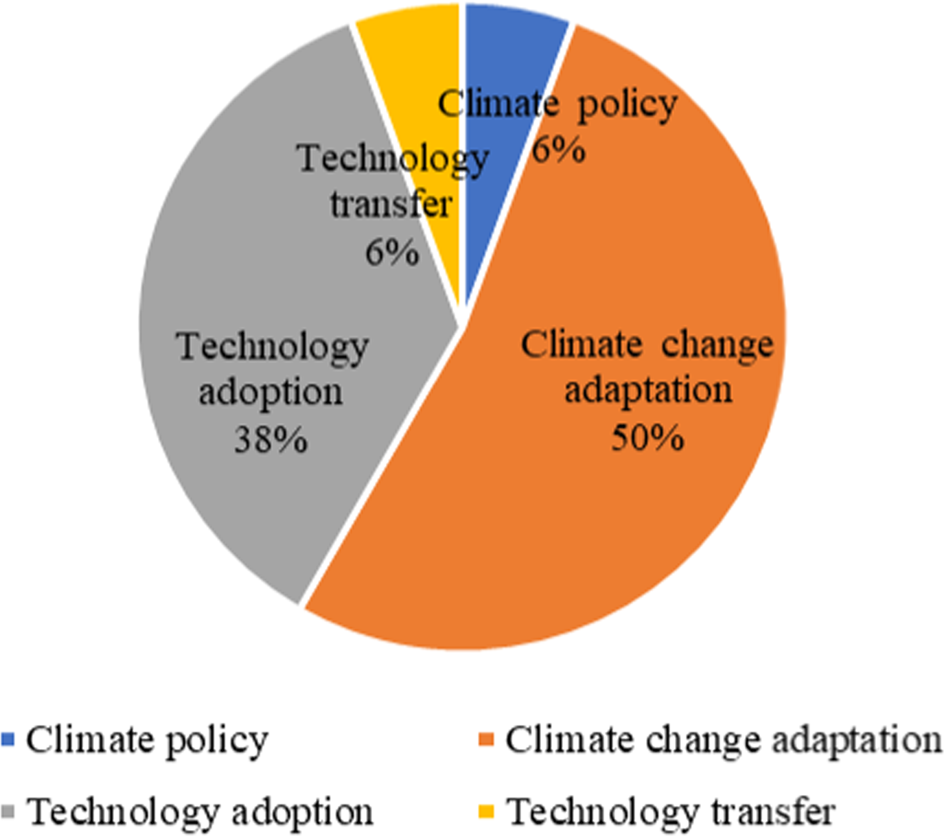 Climate policy
6%
Technology
transfer
6%
Climate change
adaptation
50%
Technology
adoption
38%
Climate policy
Climate change adaptation
Technology adoption
Technology transfer